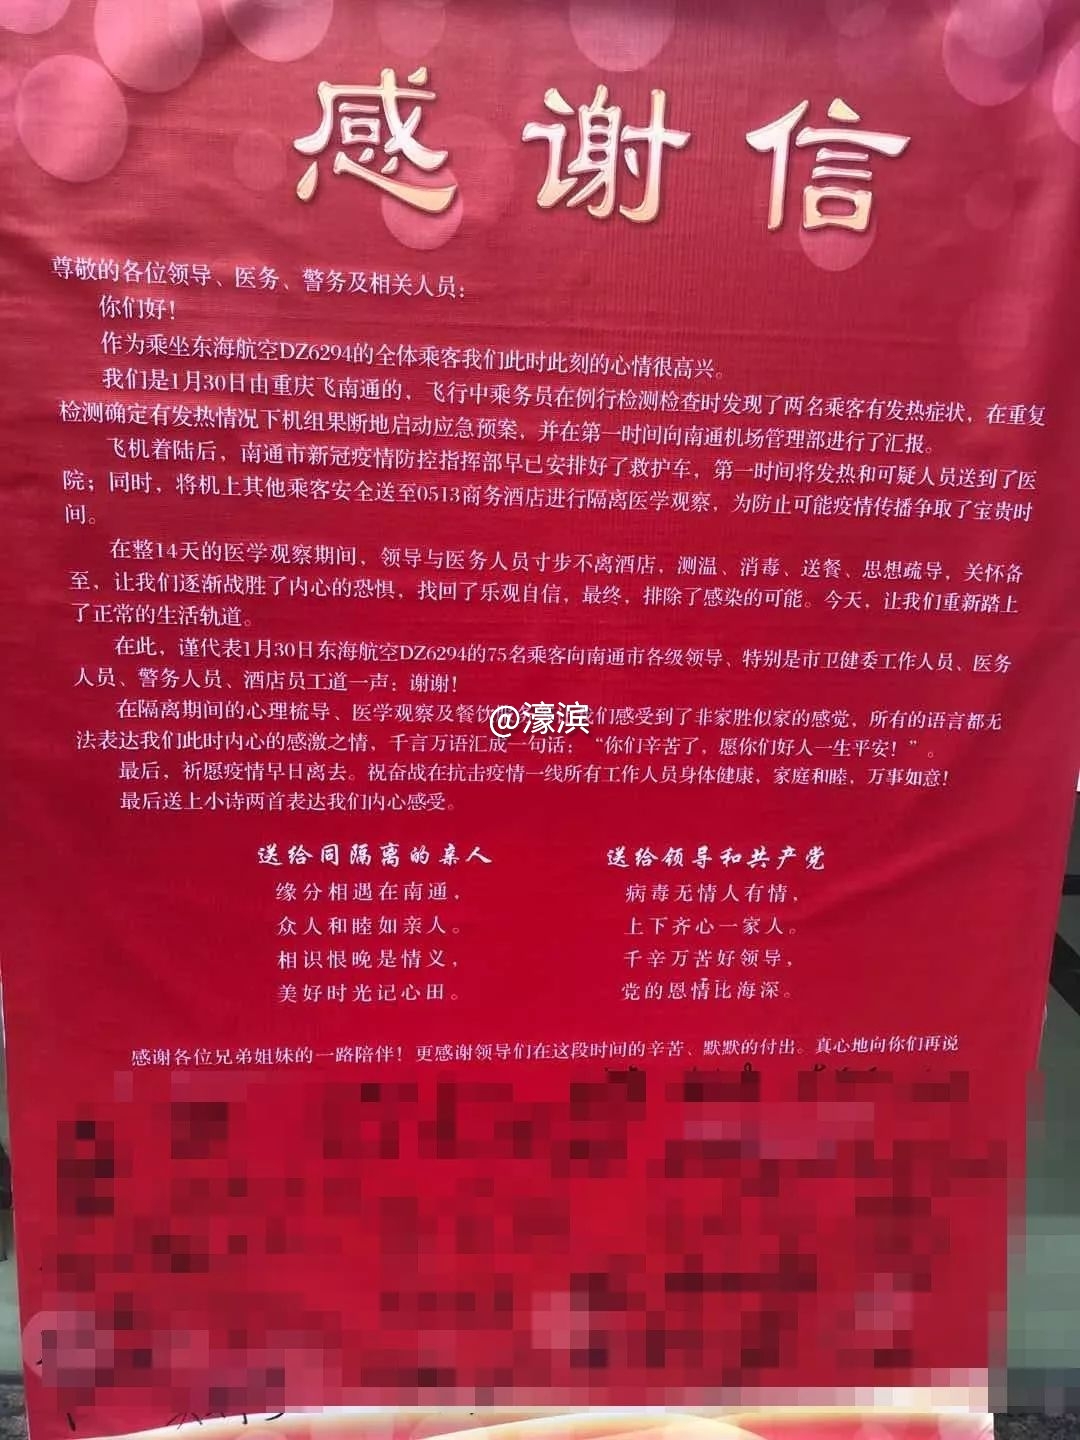 感谢信
尊敬的各位领导、医务、警务及相关人员：
你们好！
作为乘坐东海航空DZ6294的全体乘客我们此时此刻的心情很高兴。
我们是1月30日由重庆飞南通的，飞行中乘务员在例行检测检查时发现了两名乘客有发热症状，在重复
检测确定有发热情况下机组果断地启动应急预案，并在第一时间向南通机场管理部进行了汇报。
飞机着陆后，南通市新冠疫情防控指挥部早已安排好了救护车，第一时间将发热和可疑人员送到了医
院；同时，将机上其他乘客安全送至0513商务酒店进行隔离医学观察，为防止可能疫情传播争取了宝贵时
间。
在整14天的医学观察期间，领导与医务人员寸步不离酒店，测温、消毒、送餐、思想疏导，关怀备
至，让我们逐渐战胜了内心的恐惧，找回了乐观自信，最终，排除了感染的可能。今天，让我们重新踏上
了正常的生活轨道。
在此，谨代表1月30日东海航空DZ6294的75名乘客向南通市各级领导、特别是市卫健委工作人员、医务
人员、警务人员、酒店员工道一声：谢谢！
在隔离期间的心理梳导、医学观察及餐饮 们感受到了非家胜似家的感觉，所有的语言都无
@濠滨
法表达我们此时内心的感激之情，千言万语汇成一句话：“你们辛苦了，愿你们好人一生平安！”。
最后，祈愿疫情早日离去。祝奋战在抗击疫情一线所有工作人员身体健康，家庭和睦，万事如意！
最后送上小诗两首表达我们内心感受。
送给同隔离的亲人
缘分相遇在南通，
众人和睦如亲人。
相识恨晚是情义，
美好时光记心田。
送给领导和共产党
病毒无情人有情，
上下齐心一家人。
千辛万苦好领导，
党的恩情比海深。
感谢各位兄弟姐妹的一路陪伴！更感谢领导们在这段时间的辛苦、默默的付出。真心地向你们再说